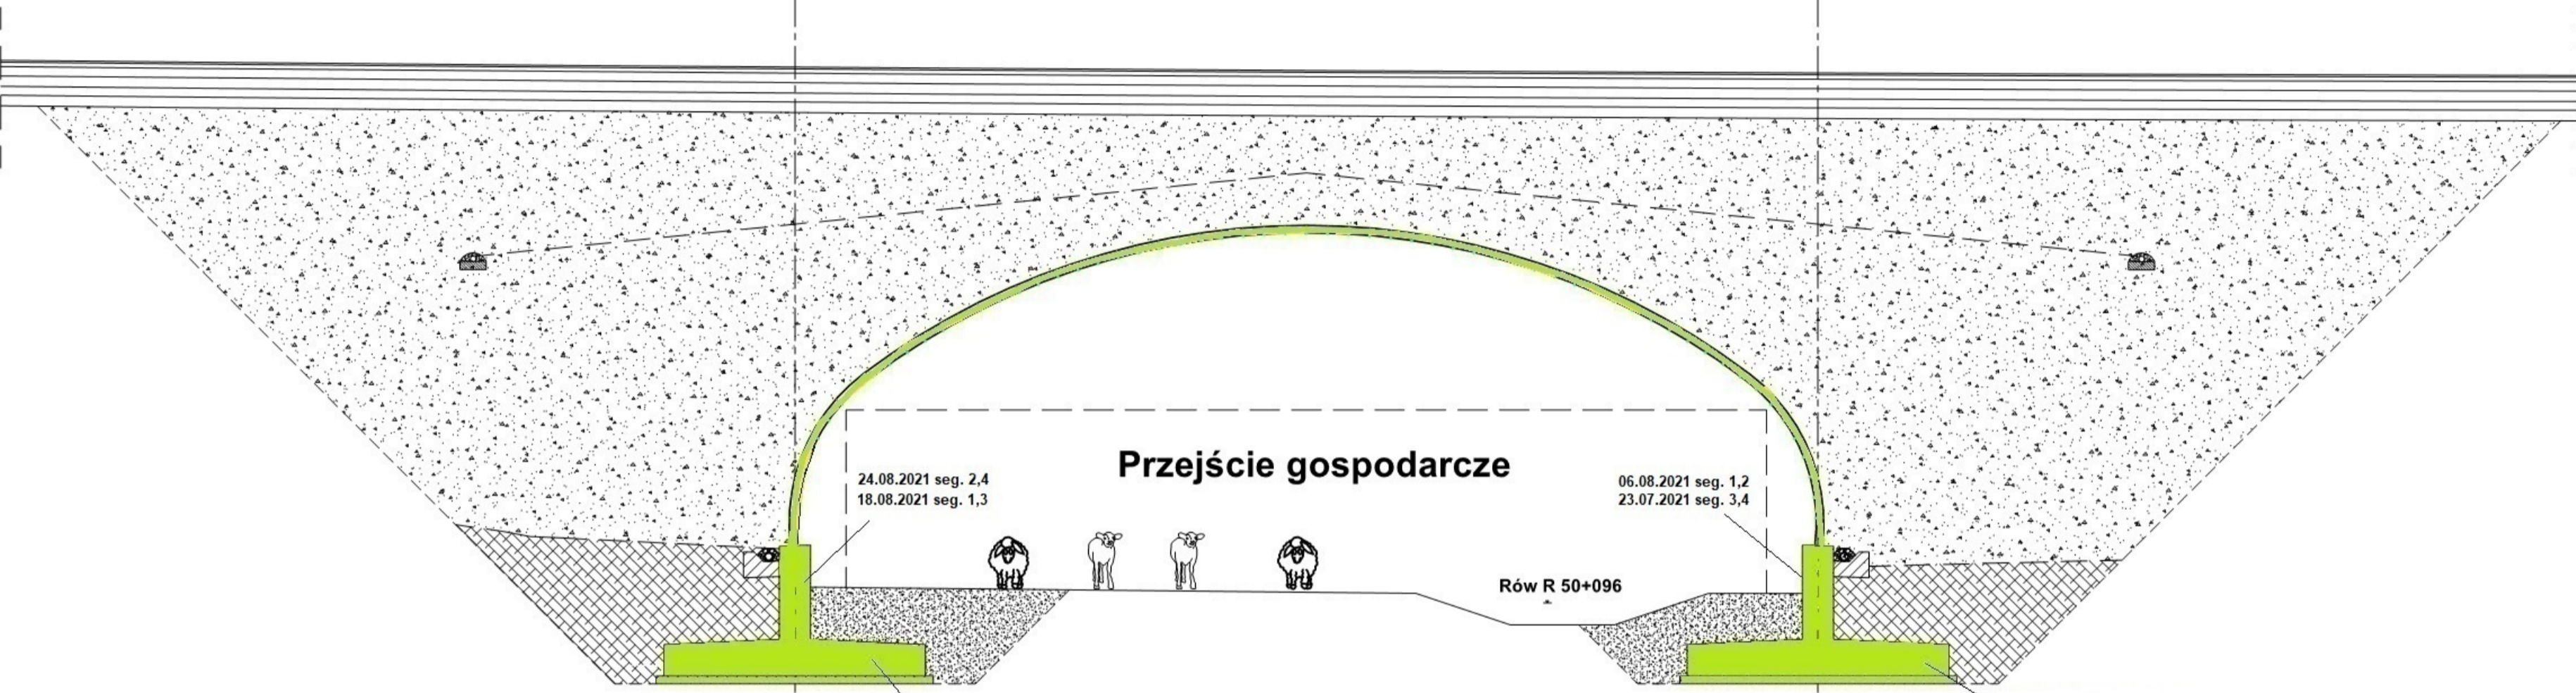 Przejście gospodarcze
24.08.2021 seg. 2,4
18.08.2021 seg. 1,3
06.08.2021 seg. 1,2
23.07.2021 seg. 3,4
Rów R 50+096